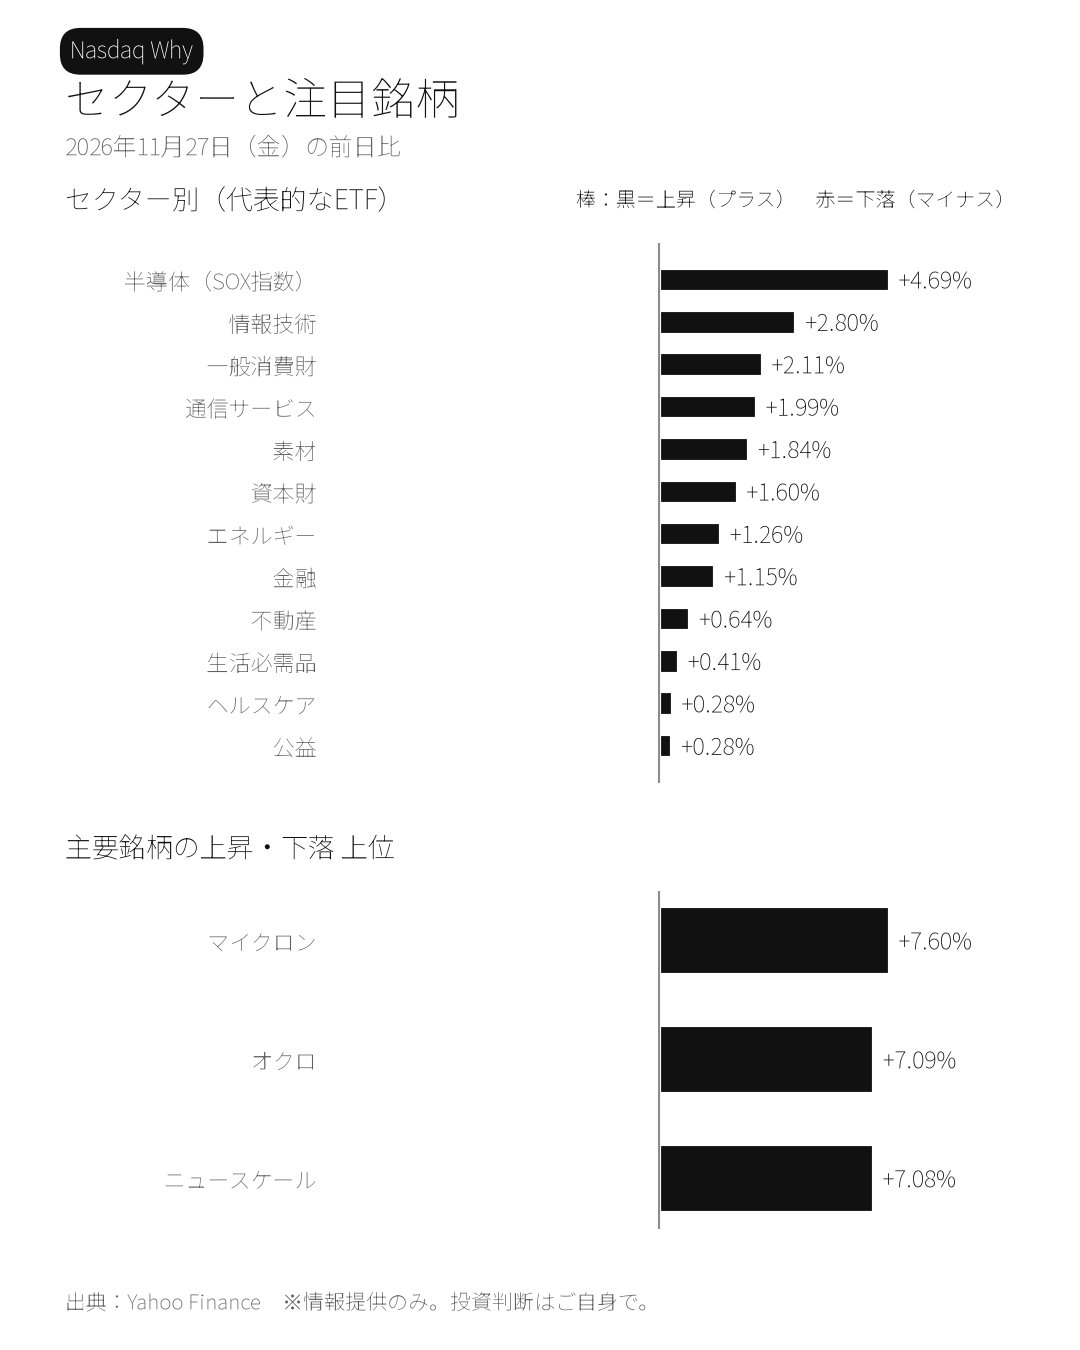 Nasdaq Why
セクターと注目銘柄
2026年11月27日（金）の前日比
セクター別（代表的なETF） 棒：黒＝上昇（プラス） 赤＝下落（マイナス）
半導体（SOX指数） +4.69%
情報技術 +2.80%
一般消費財 +2.11%
通信サービス +1.99%
素材 +1.84%
資本財 +1.60%
エネルギー +1.26%
金融 +1.15%
不動産 +0.64%
生活必需品 +0.41%
ヘルスケア +0.28%
公益 +0.28%
主要銘柄の上昇・下落 上位
マイクロン +7.60%
オクロ +7.09%
ニュースケール +7.08%
出典：Yahoo Finance ※情報提供のみ。投資判断はご自身で。